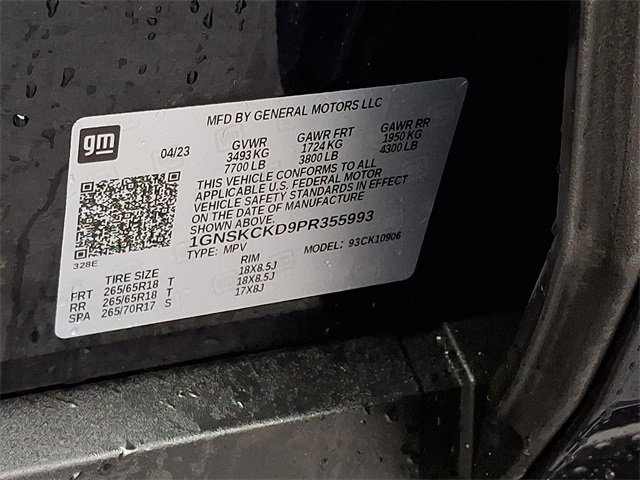 MFD BY GENERAL MOTORS LLC
gm
04/23
GVWR GAWR FRT GAWR RR
3493 KG 1724 KG 1950 KG
7700 LB 3800 LB 4300 LB
THIS VEHICLE CONFORMS TO ALL
APPLICABLE U.S. FEDERAL MOTOR
VEHICLE SAFETY STANDARDS IN EFFECT
ON THE DATE OF MANUFACTURE
SHOWN ABOVE.
1GNSKCKD9PR355993
TYPE: MPV MODEL: 93CK10906
328E
TIRE SIZE RIM
FRT 265/65R18 T 18X8.5J
RR 265/65R18 T 18X8.5J
SPA 265/70R17 S 17X8J